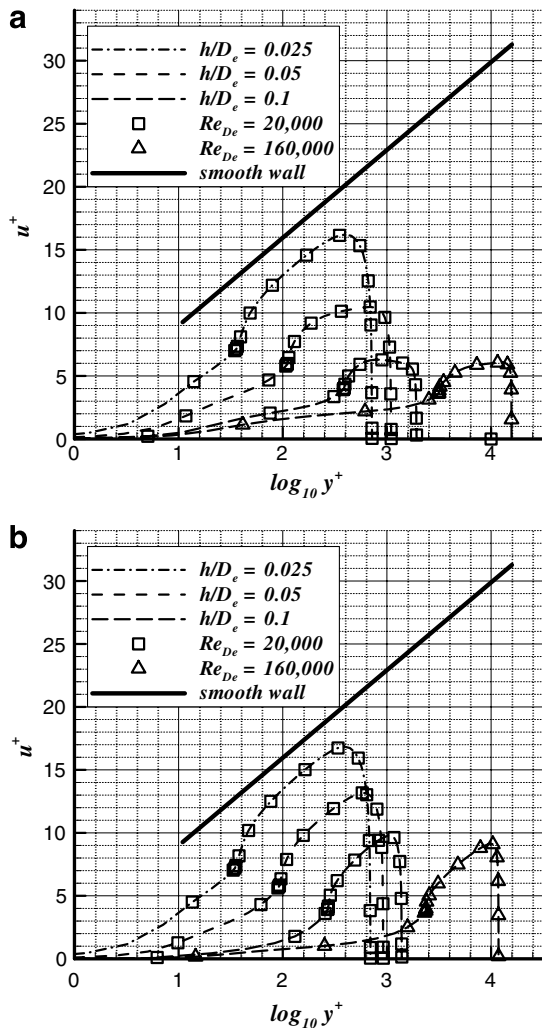 a
30
25
20
15
10
5
0
u+
h/De = 0.025
h/De = 0.05
h/De = 0.1
ReDe = 20,000
ReDe = 160,000
smooth wall
0 1 2 3 4
log10 y+
b
30
25
20
15
10
5
0
u+
h/De = 0.025
h/De = 0.05
h/De = 0.1
ReDe = 20,000
ReDe = 160,000
smooth wall
0 1 2 3 4
log10 y+